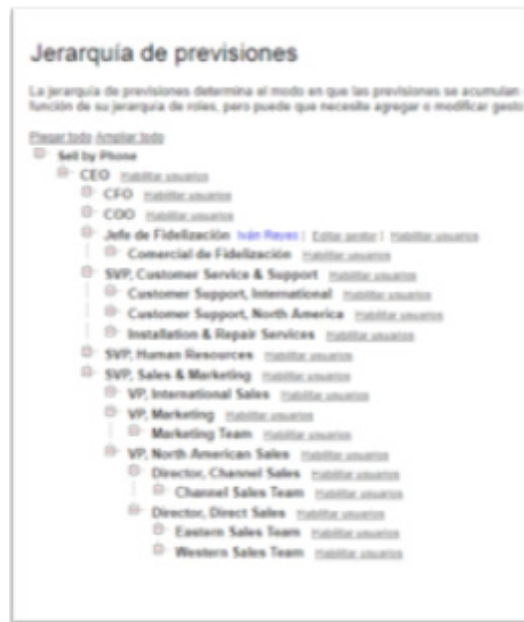 Jerarquía de previsiones
La jerarquía de previsiones determina el modo en que las previsiones se acumulan
función de su jerarquía de roles, pero puede que necesite agregar o modificar gesto
Plegar todo Ampliar todo
Sell by Phone
CEO Habilitar usuarios
CFO Habilitar usuarios
COO Habilitar usuarios
Jefe de Fidelización Iván Reyes | Editar gestor | Habilitar usuarios
Comercial de Fidelización Habilitar usuarios
SVP, Customer Service & Support Habilitar usuarios
Customer Support, International Habilitar usuarios
Customer Support, North America Habilitar usuarios
Installation & Repair Services Habilitar usuarios
SVP, Human Resources Habilitar usuarios
SVP, Sales & Marketing Habilitar usuarios
VP, International Sales Habilitar usuarios
VP, Marketing Habilitar usuarios
Marketing Team Habilitar usuarios
VP, North American Sales Habilitar usuarios
Director, Channel Sales Habilitar usuarios
Channel Sales Team Habilitar usuarios
Director, Direct Sales Habilitar usuarios
Eastern Sales Team Habilitar usuarios
Western Sales Team Habilitar usuarios